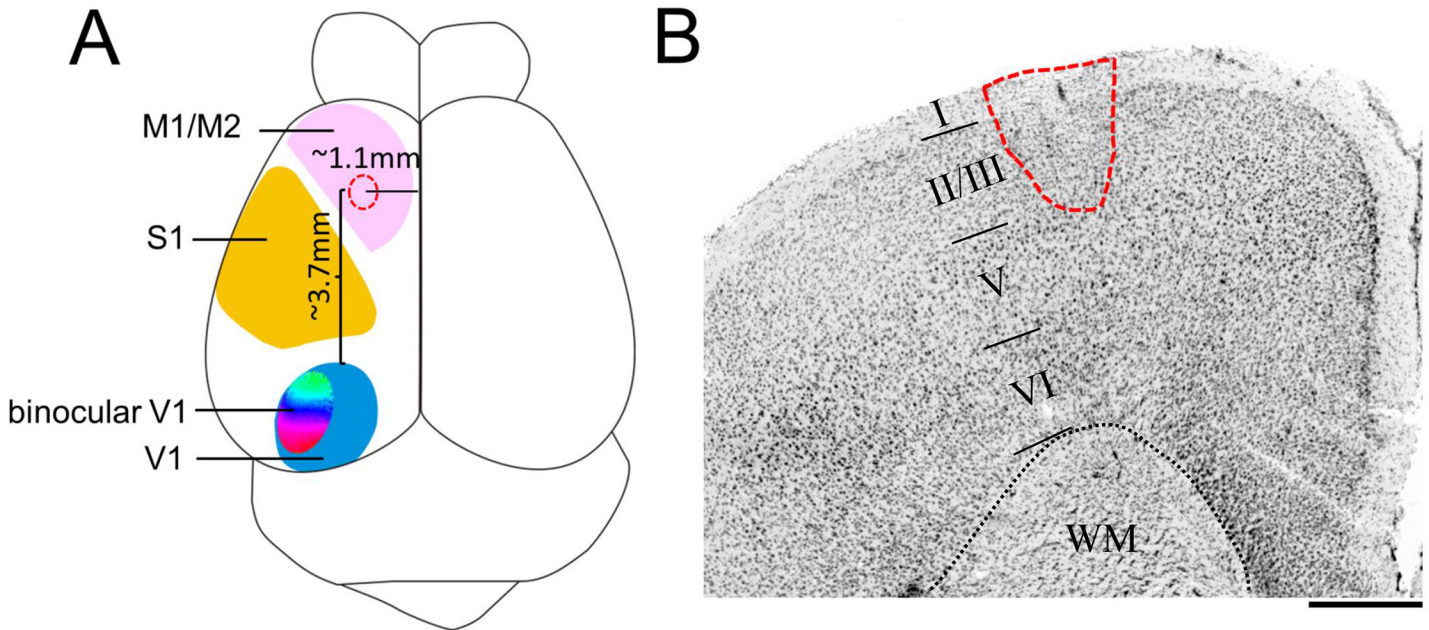 A
M1/M2
~1.1mm
S1
~3.7mm
binocular V1
V1
B
I
II/III
V
VI
WM